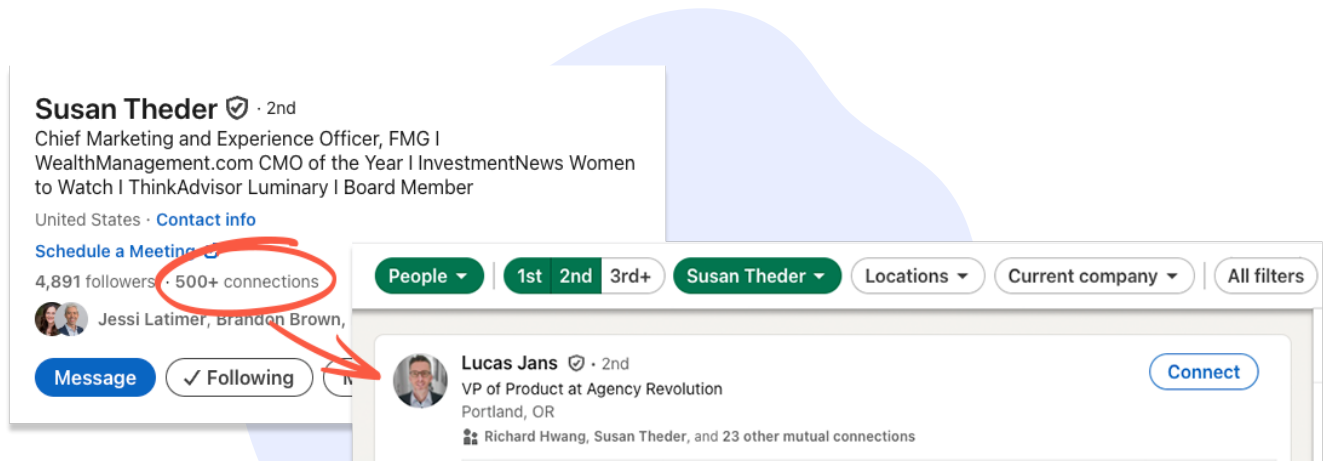 Susan Theder · 2nd
Chief Marketing and Experience Officer, FMG I
WealthManagement.com CMO of the Year I InvestmentNews Women
to Watch I ThinkAdvisor Luminary I Board Member
United States · Contact info
Schedule a Meeting
4,891 followers · 500+ connections
Jessi Latimer, Brandon Brown,
Message ✓ Following
People 1st 2nd 3rd+ Susan Theder Locations Current company All filters
Lucas Jans · 2nd
Connect
VP of Product at Agency Revolution
Portland, OR
Richard Hwang, Susan Theder, and 23 other mutual connections